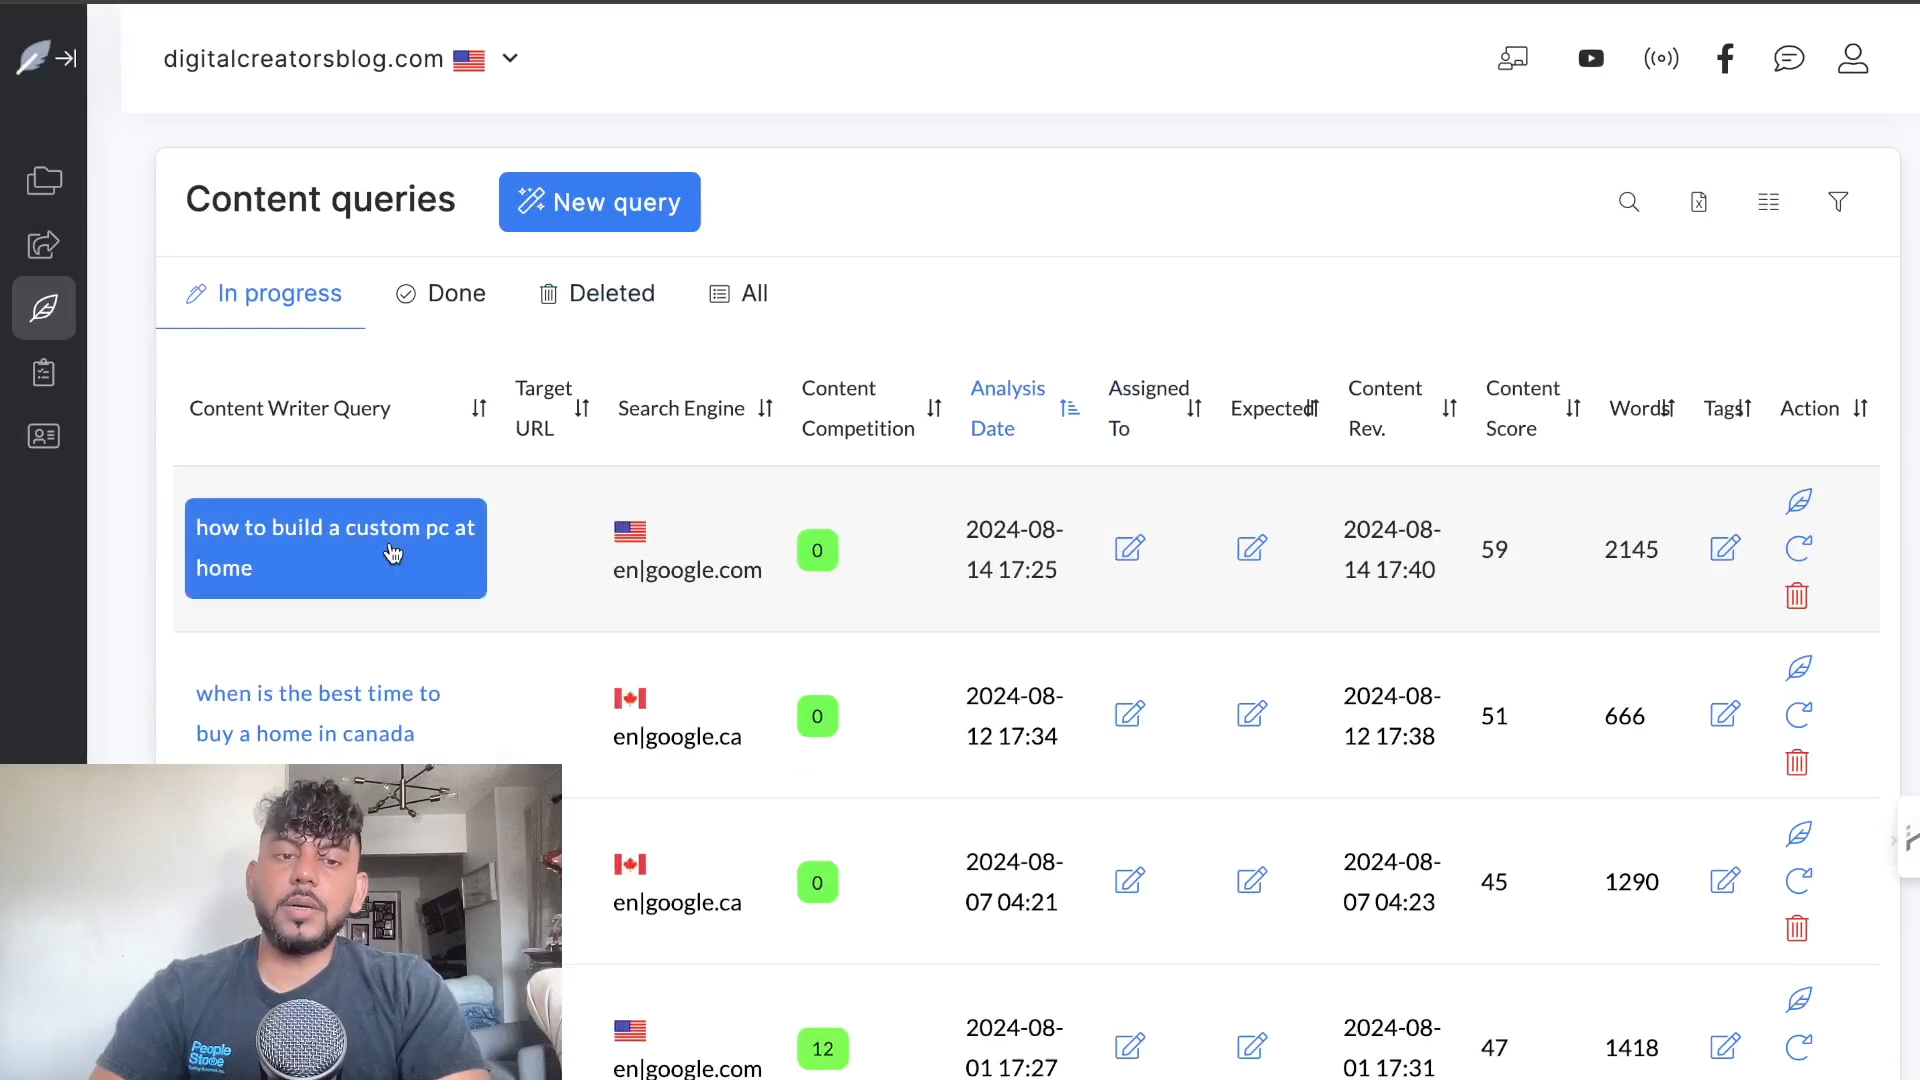 digitalcreatorsblog.com
Content queries
New query
In progress
Done
Deleted
All
Content Writer Query
Target URL
Search Engine
Content Competition
Analysis Date
Assigned To
Expected
Content Rev.
Content Score
Words
Tags
Action
how to build a custom pc at
home
en|google.com
0
2024-08-
14 17:25
2024-08-
14 17:40
59
2145
when is the best time to
buy a home in canada
en|google.ca
0
2024-08-
12 17:34
2024-08-
12 17:38
51
666
en|google.ca
0
2024-08-
07 04:21
2024-08-
07 04:23
45
1290
en|google.com
12
2024-08-
01 17:27
2024-08-
01 17:31
47
1418
People
Store